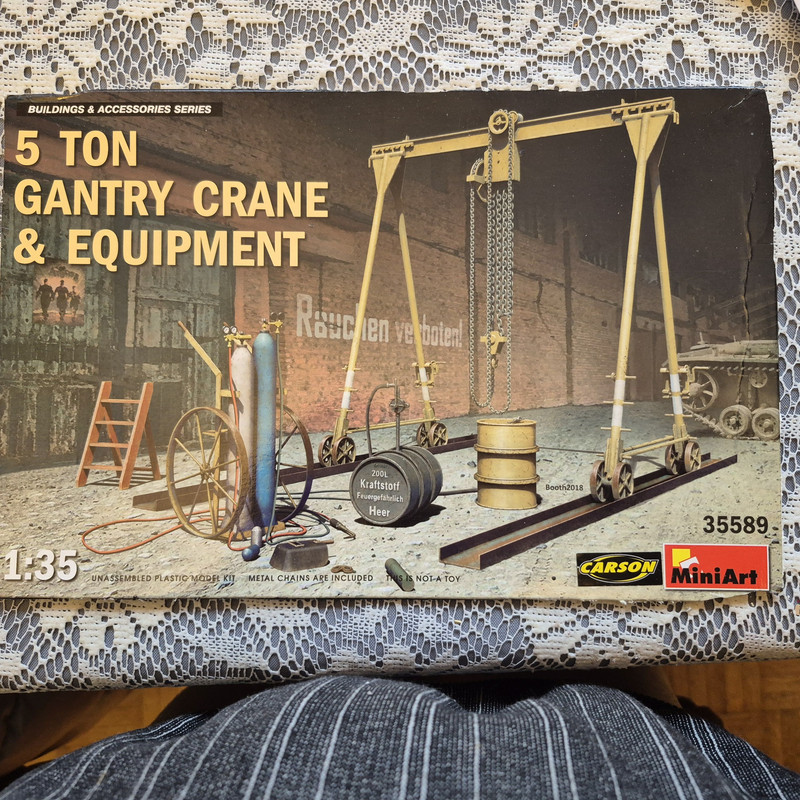 BUILDINGS & ACCESSORIES SERIES
5 TON
GANTRY CRANE
& EQUIPMENT
Rauchen verboten!
200L
Kraftstoff
Feuergefährlich
Heer
Booth2018
35589
1:35
UNASSEMBLED PLASTIC MODEL KIT METAL CHAINS ARE INCLUDED THIS IS NOT A TOY
CARSON
MiniArt